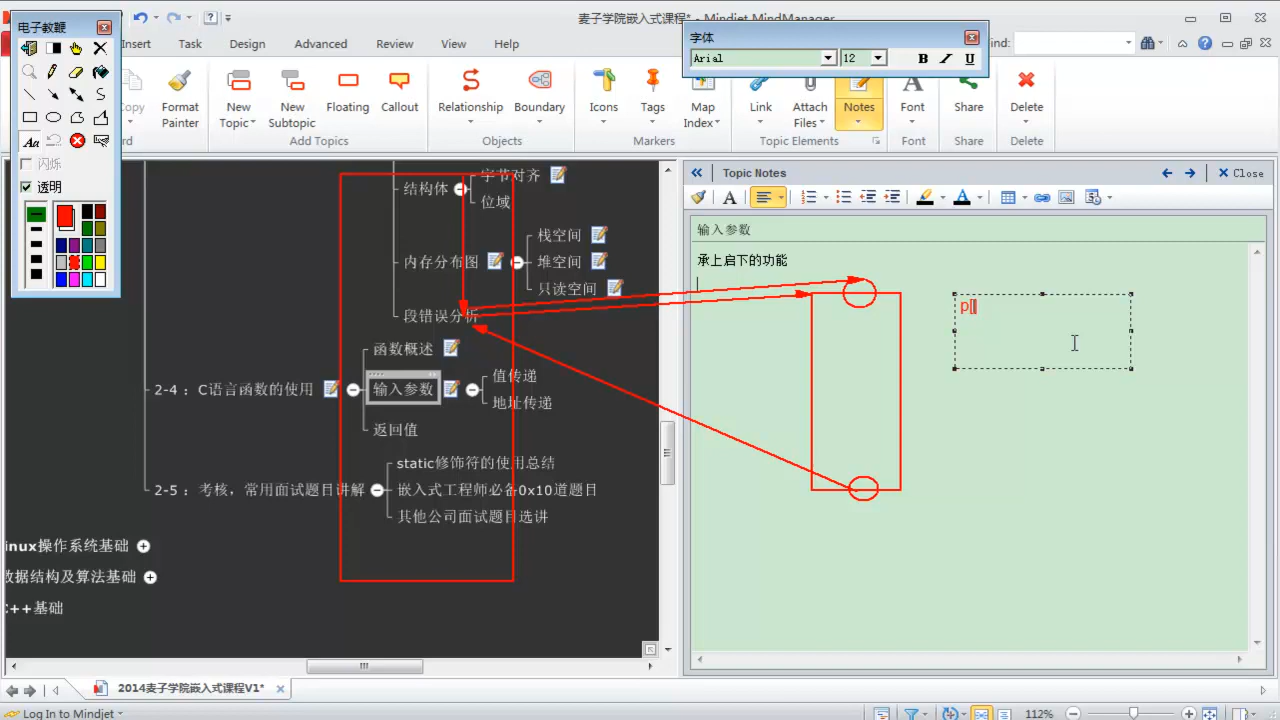 电子教鞭
麦子学院嵌入式课程* - Mindjet MindManager
字体
Insert Task Design Advanced Review View Help
Arial 12 B I U
Copy
Format Painter
New Topic
New Subtopic
Floating
Callout
Relationship
Boundary
Icons
Tags
Map Index
Link
Attach Files
Notes
Font
Share
Delete
Add Topics
Objects
Markers
Topic Elements
Font
Share
Delete
Aa
闪烁
透明
结构体
字节对齐
位域
内存分布图
栈空间
堆空间
只读空间
段错误分析
2-4 : C语言函数的使用
函数概述
输入参数
值传递
地址传递
返回值
2-5 : 考核，常用面试题目讲解
static修饰符的使用总结
嵌入式工程师必备0x10道题目
其他公司面试题目选讲
inux操作系统基础
数据结构及算法基础
C++基础
Topic Notes
Close
输入参数
承上启下的功能
p[]
2014麦子学院嵌入式课程V1*
Log In to Mindjet
112%